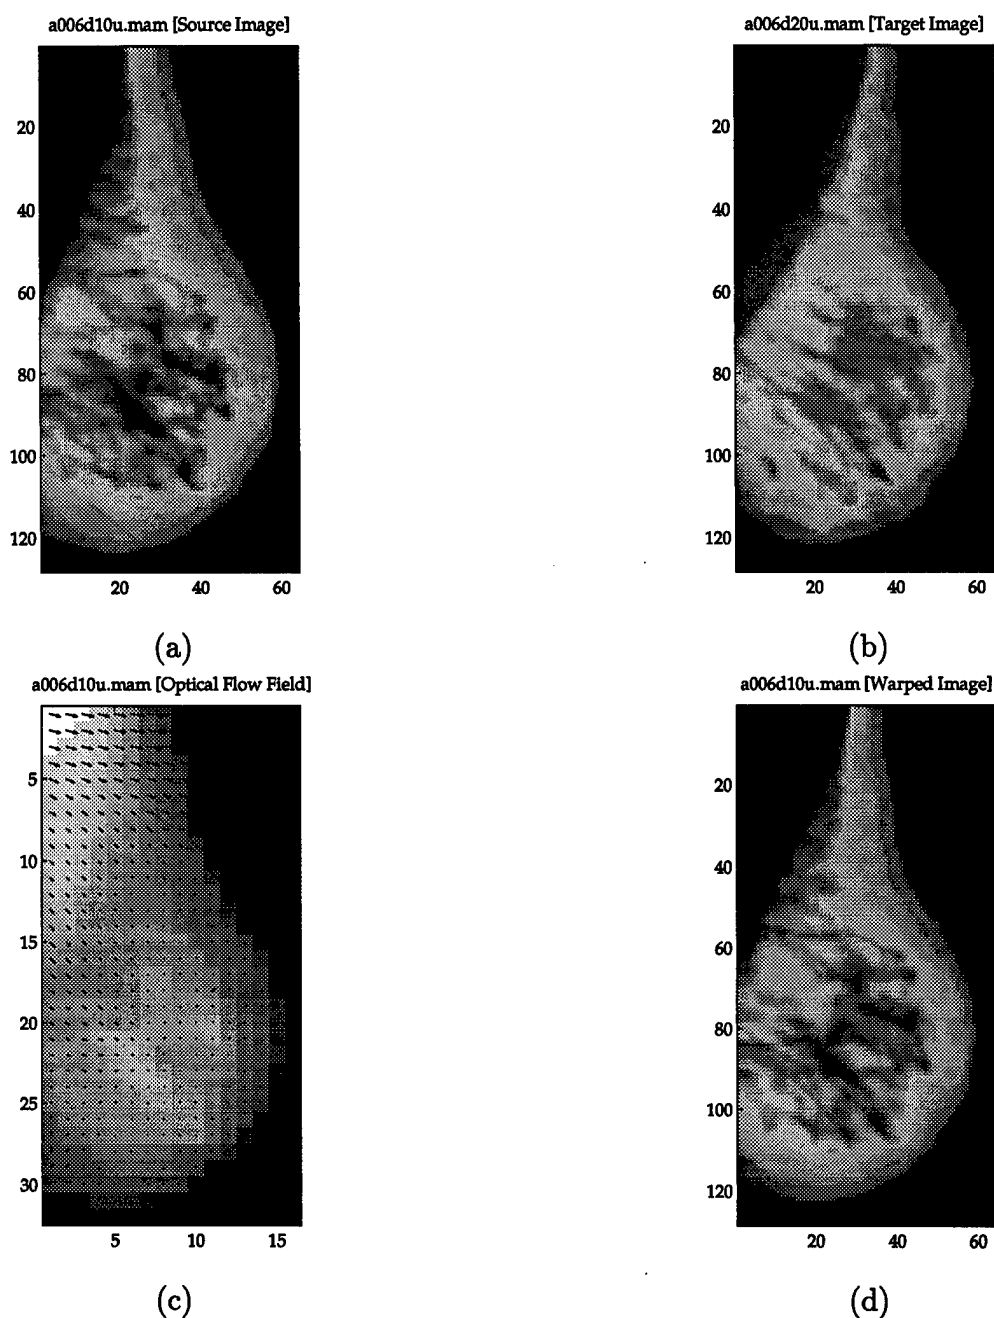 a006d10u.mam [Source Image]
20
40
60
80
100
120
20 40 60
(a)
a006d20u.mam [Target Image]
20
40
60
80
100
120
20 40 60
(b)
a006d10u.mam [Optical Flow Field]
5
10
15
20
25
30
5 10 15
(c)
a006d10u.mam [Warped Image]
20
40
60
80
100
120
20 40 60
(d)